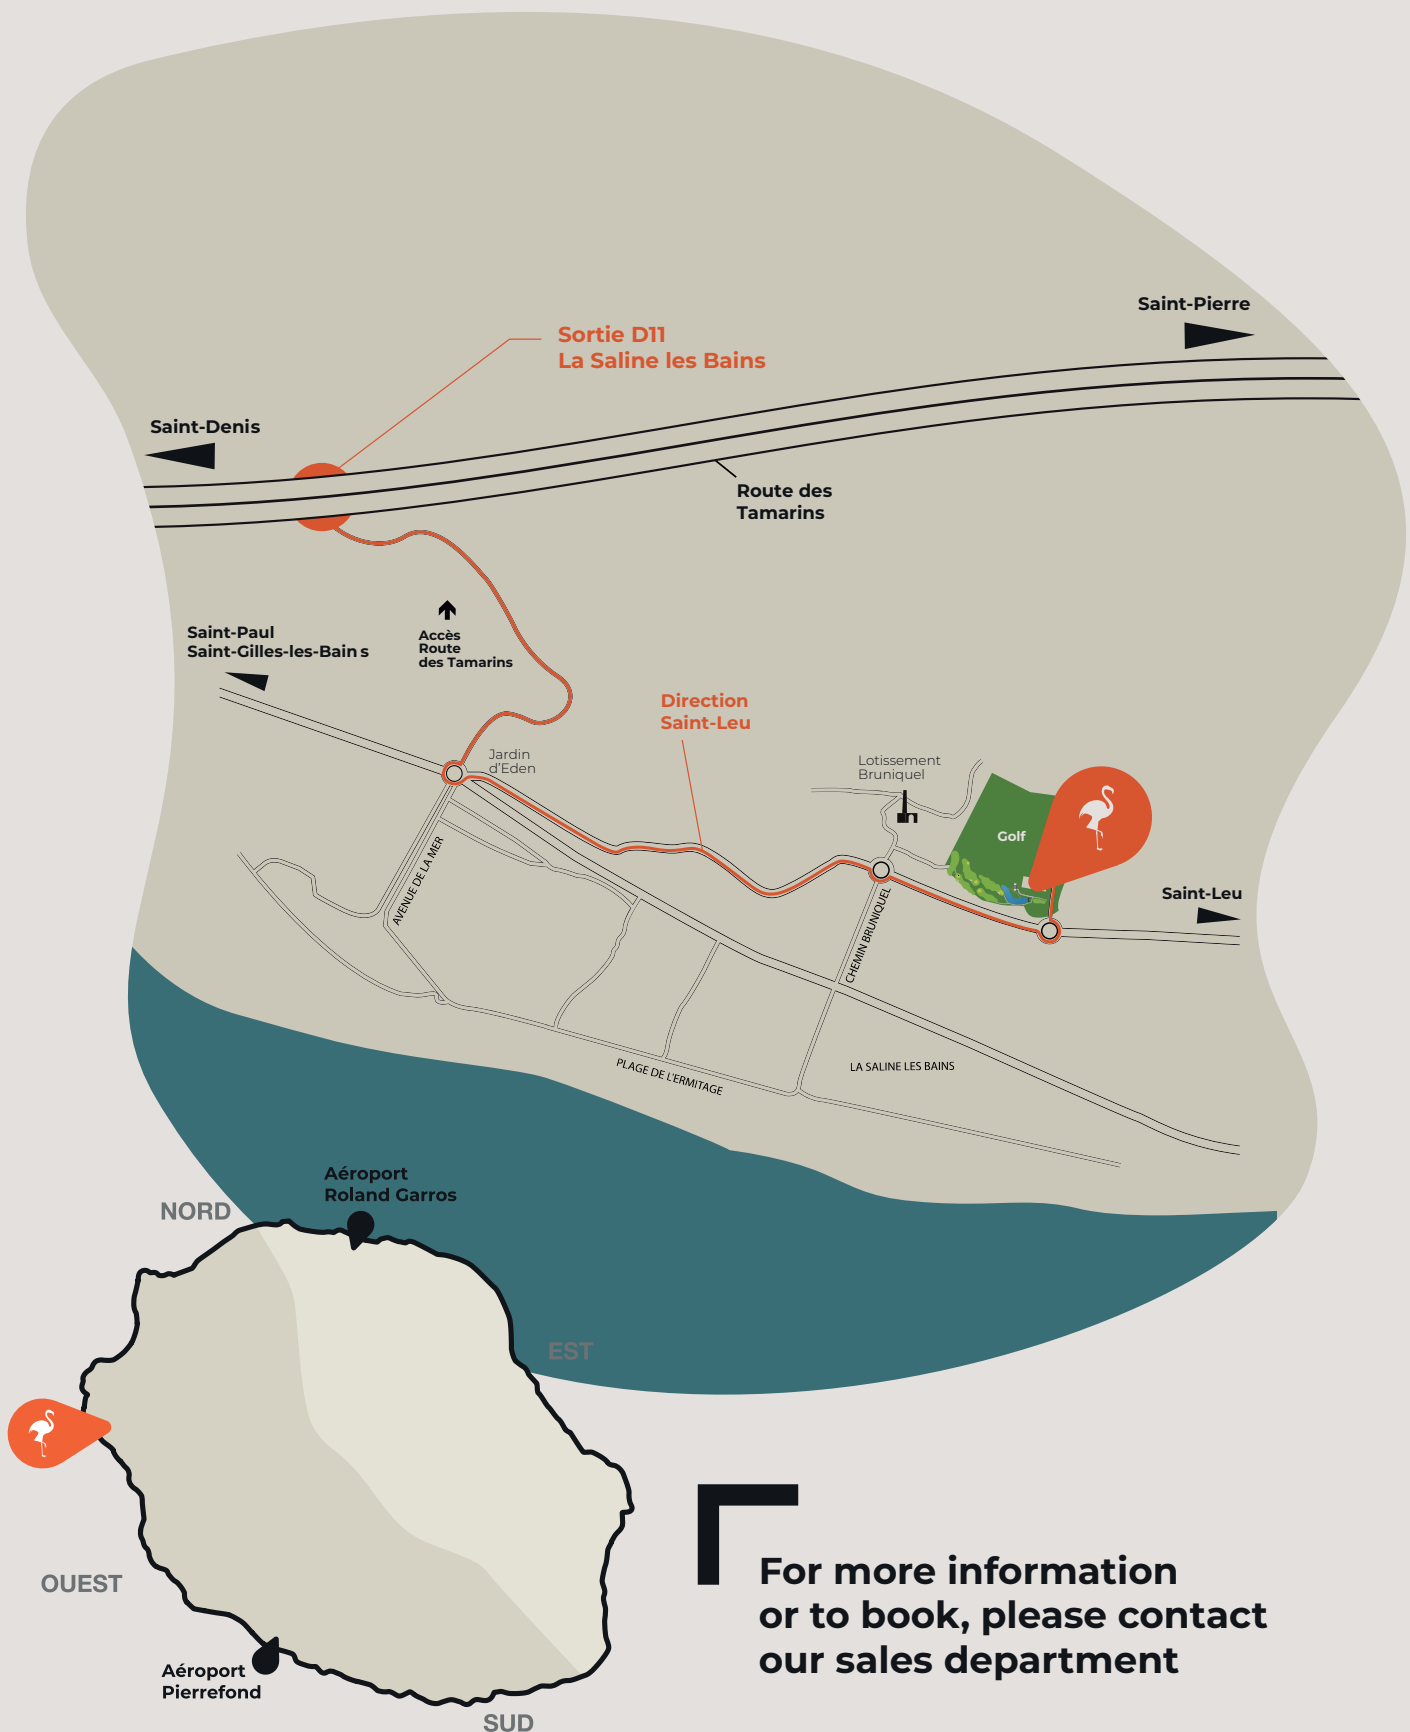 Saint-Pierre
Sortie D11
La Saline les Bains
Saint-Denis
Route des
Tamarins
Saint-Paul
Saint-Gilles-les-Bains
Accès
Route
des Tamarins
Direction
Saint-Leu
Jardin
d'Eden
Lotissement
Bruniquel
Golf
Saint-Leu
AVENUE DE LA MER
CHEMIN BRUNIQUEL
PLAGE DE L'ERMITAGE
LA SALINE LES BAINS
Aéroport
Roland Garros
NORD
EST
OUEST
Aéroport
Pierrefond
SUD
For more information
or to book, please contact
our sales department